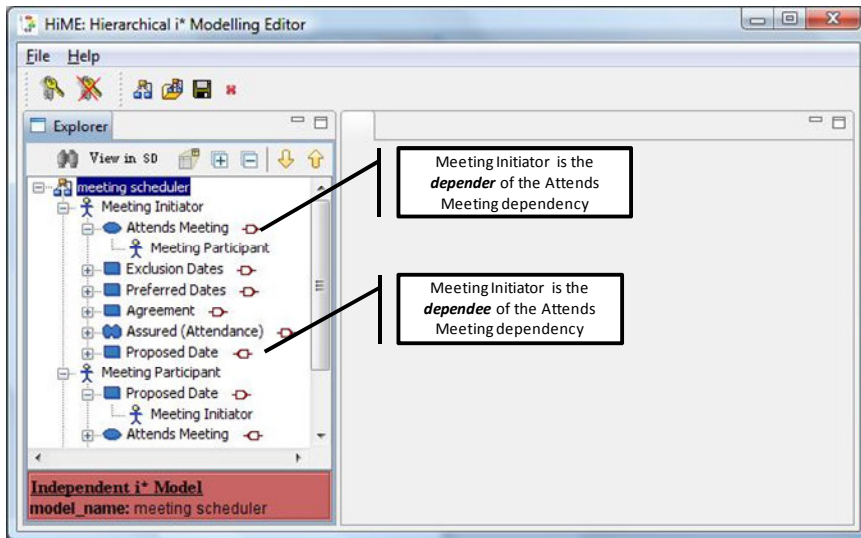 HiME: Hierarchical i* Modelling Editor
File Help
Explorer
View in SD
meeting scheduler
Meeting Initiator
Attends Meeting
Meeting Participant
Exclusion Dates
Preferred Dates
Agreement
Assured (Attendance)
Proposed Date
Meeting Participant
Proposed Date
Meeting Initiator
Attends Meeting
Independent i* Model
model_name: meeting scheduler
Meeting Initiator is the
depender of the Attends
Meeting dependency
Meeting Initiator is the
dependee of the Attends
Meeting dependency